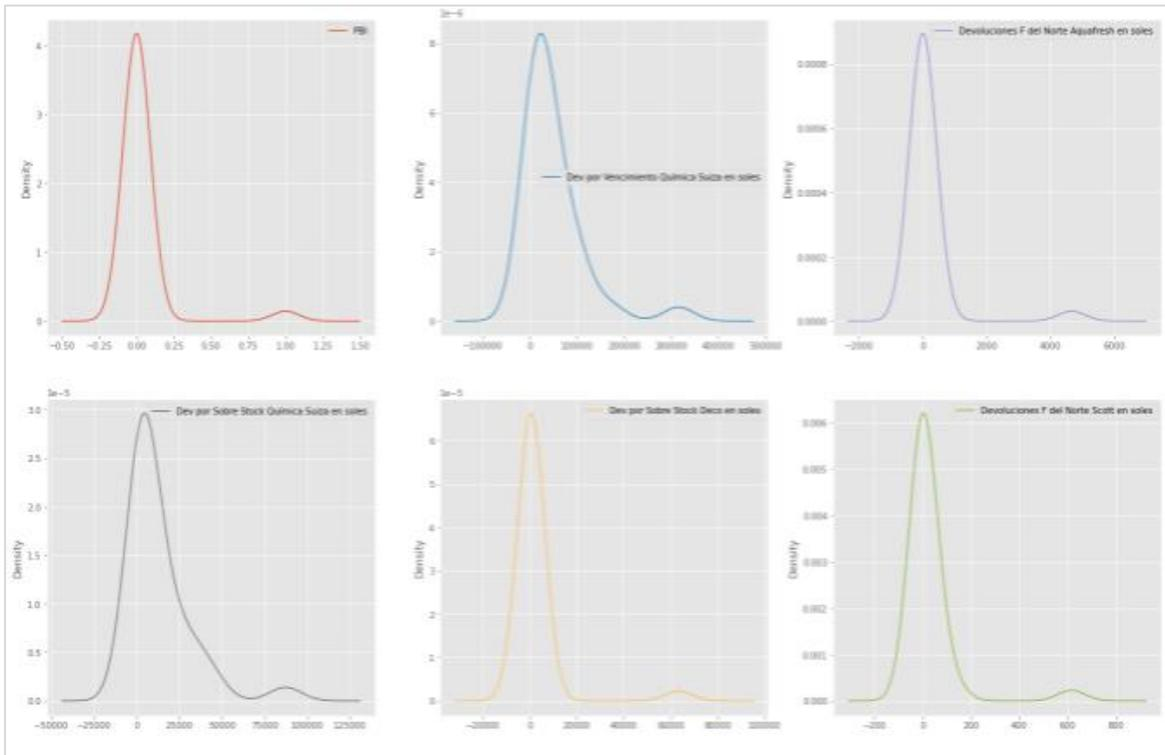 PBI
Density
4
3
2
1
0
−0.50 −0.25 0.00 0.25 0.50 0.75 1.00 1.25 1.50
1e−6
Dev por Vencimiento Química Suiza en soles
8
6
4
2
0
−100000 0 100000 200000 300000 400000 500000
Devoluciones F del Norte Aquafresh en soles
Density
0.0008
0.0006
0.0004
0.0002
0.0000
−2000 0 2000 4000 6000
1e−5
Dev por Sobre Stock Química Suiza en soles
Density
3.0
2.5
2.0
1.5
1.0
0.5
0.0
−50000 −25000 0 25000 50000 75000 100000 125000
1e−5
Dev por Sobre Stock Deco en soles
6
5
4
3
2
1
0
−20000 0 20000 40000 60000 80000 100000
Devoluciones F del Norte Scott en soles
Density
0.006
0.005
0.004
0.003
0.002
0.001
0.000
−200 0 200 400 600 800